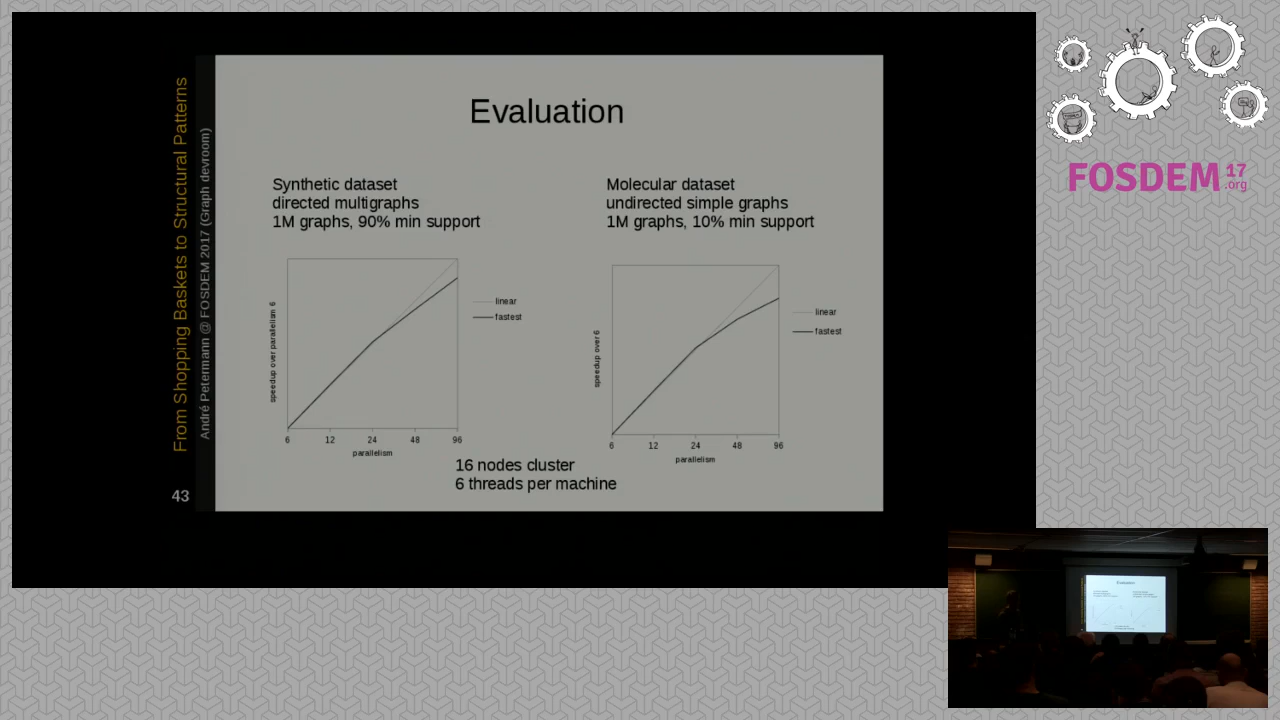 From Shopping Baskets to Structural Patterns
André Petermann @ FOSDEM 2017 (Graph devroom)
43
Evaluation
Synthetic dataset
directed multigraphs
1M graphs, 90% min support
Molecular dataset
undirected simple graphs
1M graphs, 10% min support
speedup over parallelism 6
linear
fastest
6 12 24 48 96
parallelism
speedup over 6
linear
fastest
6 12 24 48 96
parallelism
16 nodes cluster
6 threads per machine
FOSDEM 17
.org
Evaluation